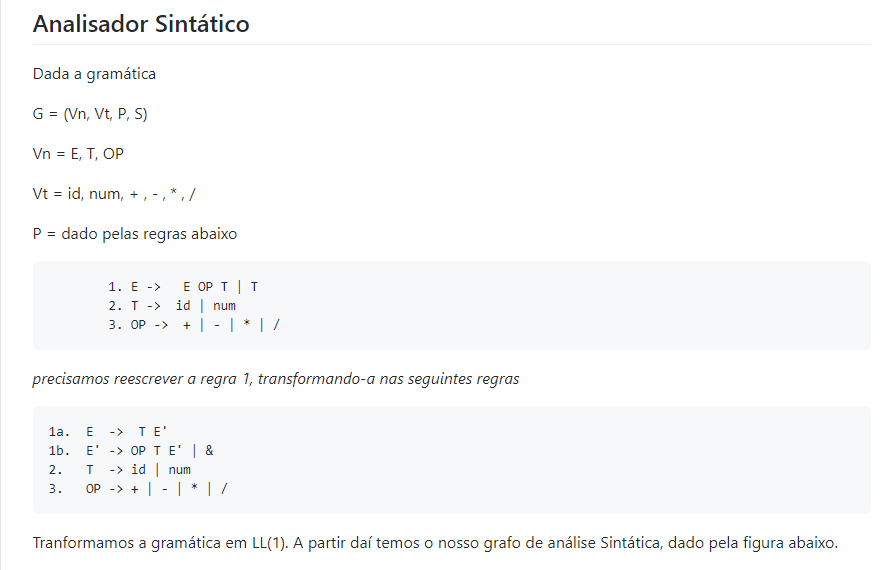 Analisador Sintático
Dada a gramática
G = (Vn, Vt, P, S)
Vn = E, T, OP
Vt = id, num, + , - , * , /
P = dado pelas regras abaixo
1. E ->   E OP T | T
2. T ->  id | num
3. OP ->  + | - | * | /
precisamos reescrever a regra 1, transformando-a nas seguintes regras
1a.  E  ->  T E'
1b.  E' -> OP T E' | &
2.   T  -> id | num
3.   OP -> + | - | * | /
Tranformamos a gramática em LL(1). A partir daí temos o nosso grafo de análise Sintática, dado pela figura abaixo.